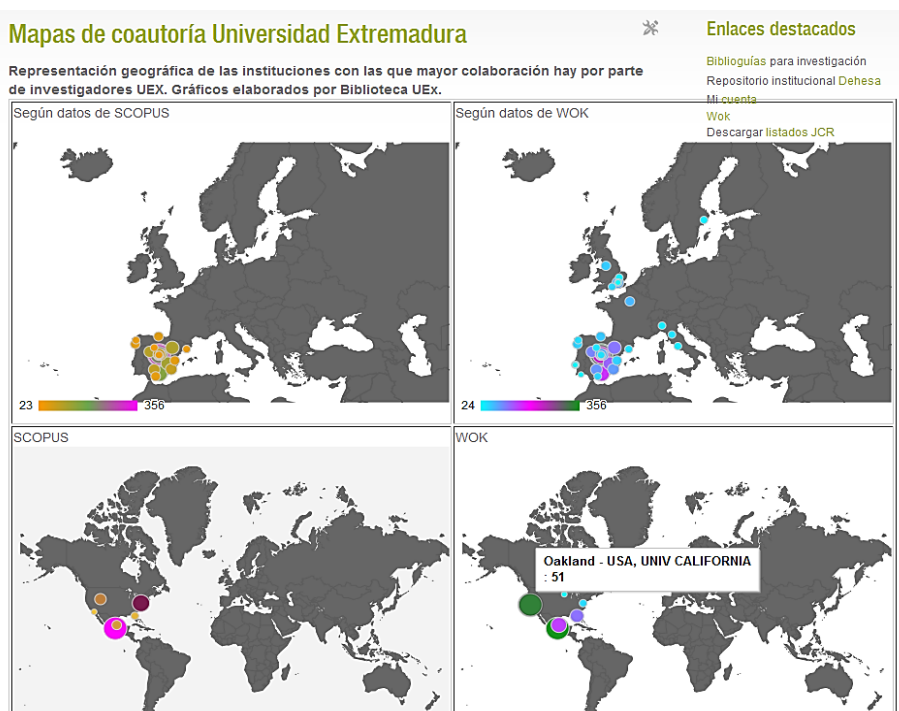 Mapas de coautoría Universidad Extremadura
Representación geográfica de las instituciones con las que mayor colaboración hay por parte
de investigadores UEX. Gráficos elaborados por Biblioteca UEx.
Enlaces destacados
Biblioguías para investigación
Repositorio institucional Dehesa
Mi cuenta
Wok
Descargar listados JCR
Según datos de SCOPUS
Según datos de WOK
23 356
24 356
SCOPUS
WOK
Oakland - USA, UNIV CALIFORNIA
: 51